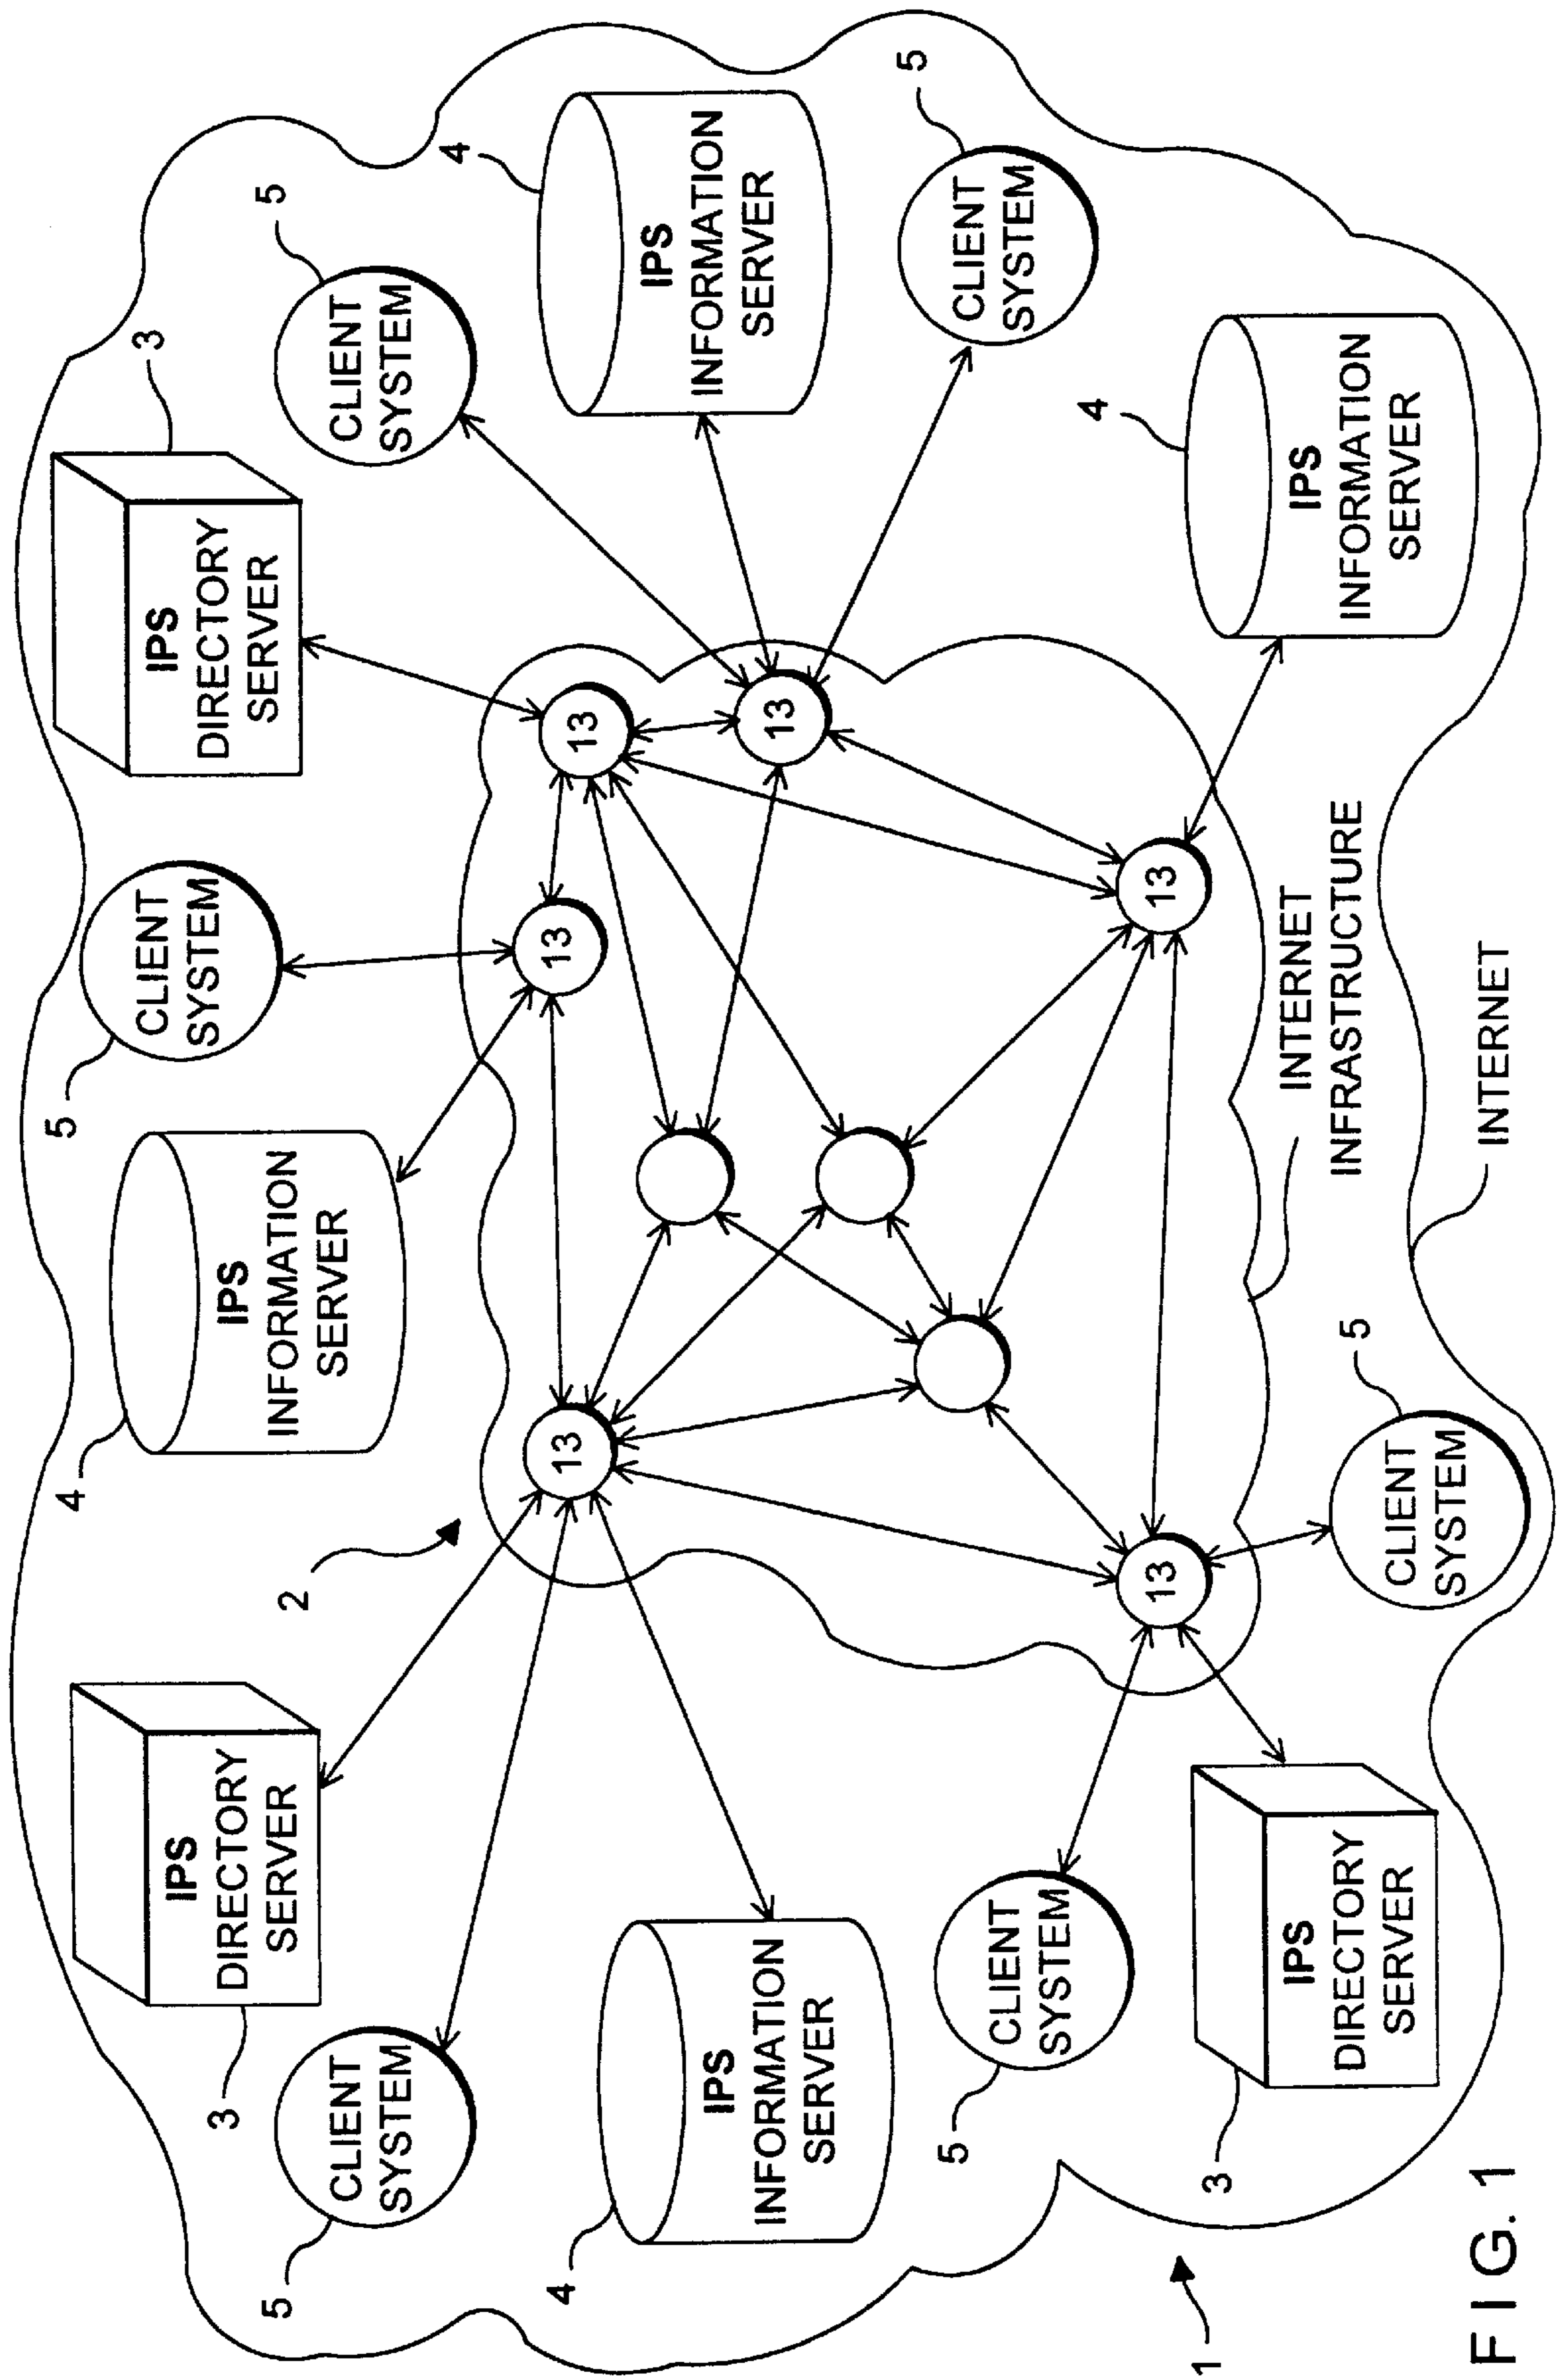 5
4
CLIENT
SYSTEM
3
3
IPS
DIRECTORY
SERVER
IPS
INFORMATION
SERVER
IPS
DIRECTORY
SERVER
5
5
2
CLIENT
SYSTEM
CLIENT
SYSTEM
4
4
13
13
13
IPS
INFORMATION
SERVER
IPS
INFORMATION
SERVER
13
5
5
CLIENT
SYSTEM
CLIENT
SYSTEM
4
13
13
3
1
IPS
DIRECTORY
SERVER
INTERNET
INFRASTRUCTURE
IPS
INFORMATION
SERVER
5
CLIENT
SYSTEM
INTERNET
FIG. 1